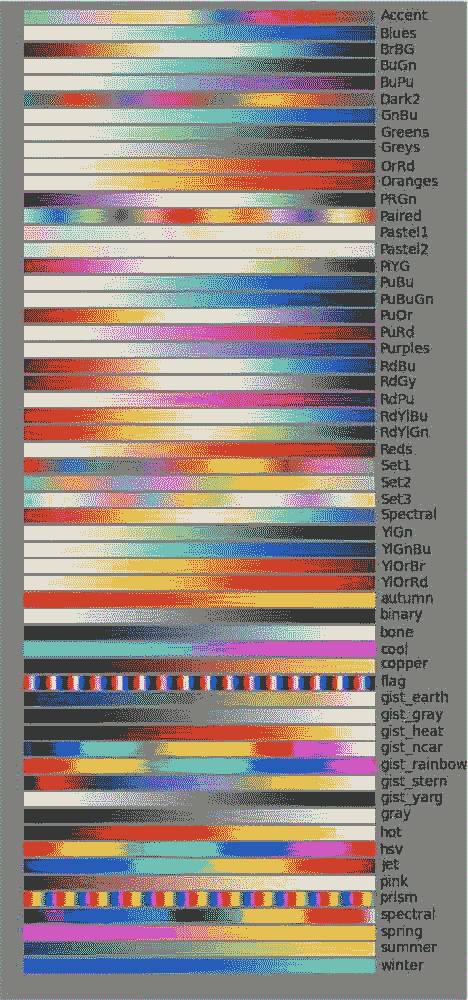 Accent
Blues
BrBG
BuGn
BuPu
Dark2
GnBu
Greens
Greys
OrRd
Oranges
PRGn
Paired
Pastel1
Pastel2
PiYG
PuBu
PuBuGn
PuOr
PuRd
Purples
RdBu
RdGy
RdPu
RdYlBu
RdYlGn
Reds
Set1
Set2
Set3
Spectral
YlGn
YlGnBu
YlOrBr
YlOrRd
autumn
binary
bone
cool
copper
flag
gist_earth
gist_gray
gist_heat
gist_ncar
gist_rainbow
gist_stern
gist_yarg
gray
hot
hsv
jet
pink
prism
spectral
spring
summer
winter